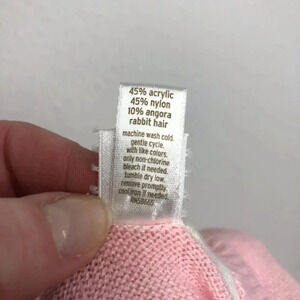 45% acrylic
45% nylon
10% angora
rabbit hair
machine wash cold.
gentle cycle.
with like colors.
only non-chlorine
bleach if needed.
tumble dry low.
remove promptly.
cool iron if needed.